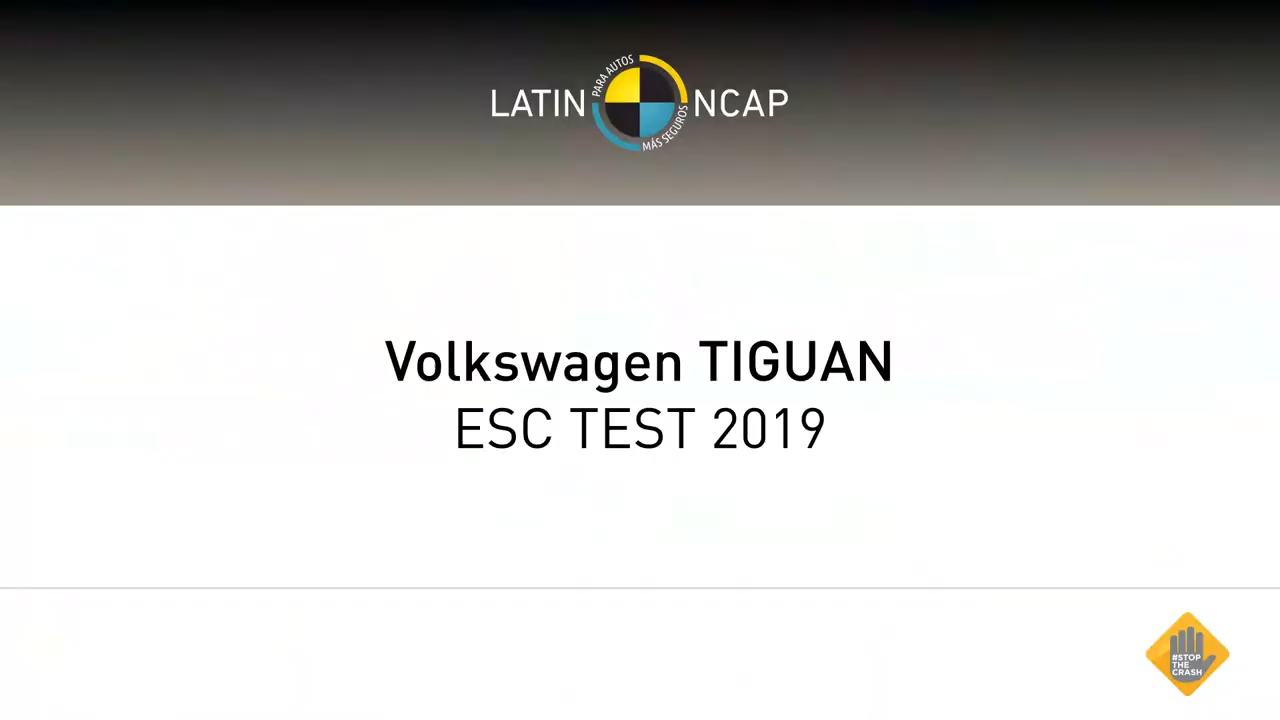 LATIN NCAP
PARA AUTOS
MÁS SEGUROS
Volkswagen TIGUAN
ESC TEST 2019
#STOP
THE
CRASH